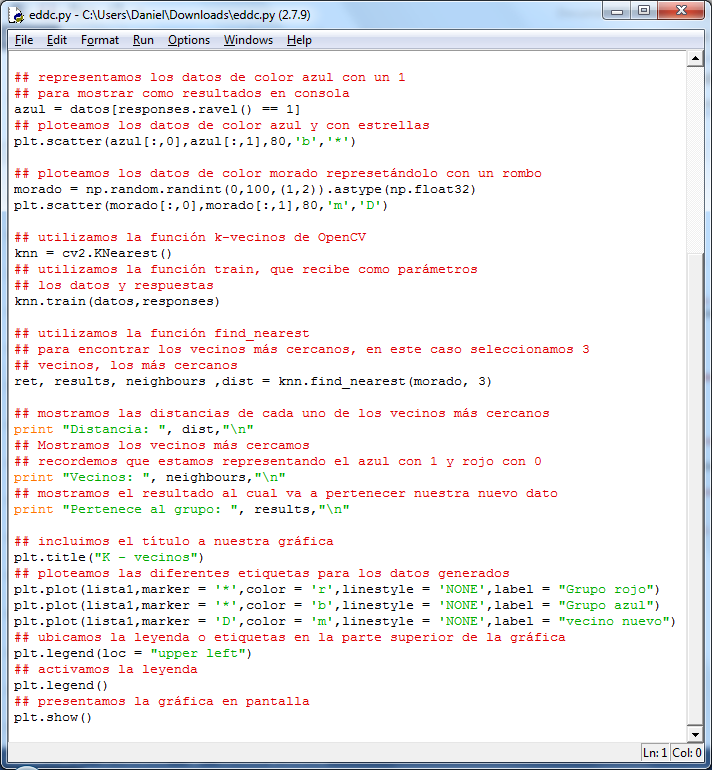 eddc.py - C:\Users\Daniel\Downloads\eddc.py (2.7.9)
File Edit Format Run Options Windows Help
## representamos los datos de color azul con un 1
## para mostrar como resultados en consola
azul = datos[responses.ravel() == 1]
## ploteamos los datos de color azul y con estrellas
plt.scatter(azul[:,0],azul[:,1],80,'b','*')
## ploteamos los datos de color morado represetándolo con un rombo
morado = np.random.randint(0,100,(1,2)).astype(np.float32)
plt.scatter(morado[:,0],morado[:,1],80,'m','D')
## utilizamos la función k-vecinos de OpenCV
knn = cv2.KNearest()
## utilizamos la función train, que recibe como parámetros
## los datos y respuestas
knn.train(datos,responses)
## utilizamos la función find_nearest
## para encontrar los vecinos más cercanos, en este caso seleccionamos 3
## vecinos, los más cercanos
ret, results, neighbours ,dist = knn.find_nearest(morado, 3)
## mostramos las distancias de cada uno de los vecinos más cercanos
print "Distancia: ", dist,"\n"
## Mostramos los vecinos más cercamos
## recordemos que estamos representando el azul con 1 y rojo con 0
print "Vecinos: ", neighbours,"\n"
## mostramos el resultado al cual va a pertenecer nuestra nuevo dato
print "Pertenece al grupo: ", results,"\n"
## incluimos el título a nuestra gráfica
plt.title("K - vecinos")
## ploteamos las diferentes etiquetas para los datos generados
plt.plot(lista1,marker = '*',color = 'r',linestyle = 'NONE',label = "Grupo rojo")
plt.plot(lista1,marker = '*',color = 'b',linestyle = 'NONE',label = "Grupo azul")
plt.plot(lista1,marker = 'D',color = 'm',linestyle = 'NONE',label = "vecino nuevo")
## ubicamos la leyenda o etiquetas en la parte superior de la gráfica
plt.legend(loc = "upper left")
## activamos la leyenda
plt.legend()
## presentamos la gráfica en pantalla
plt.show()
Ln: 1 Col: 0